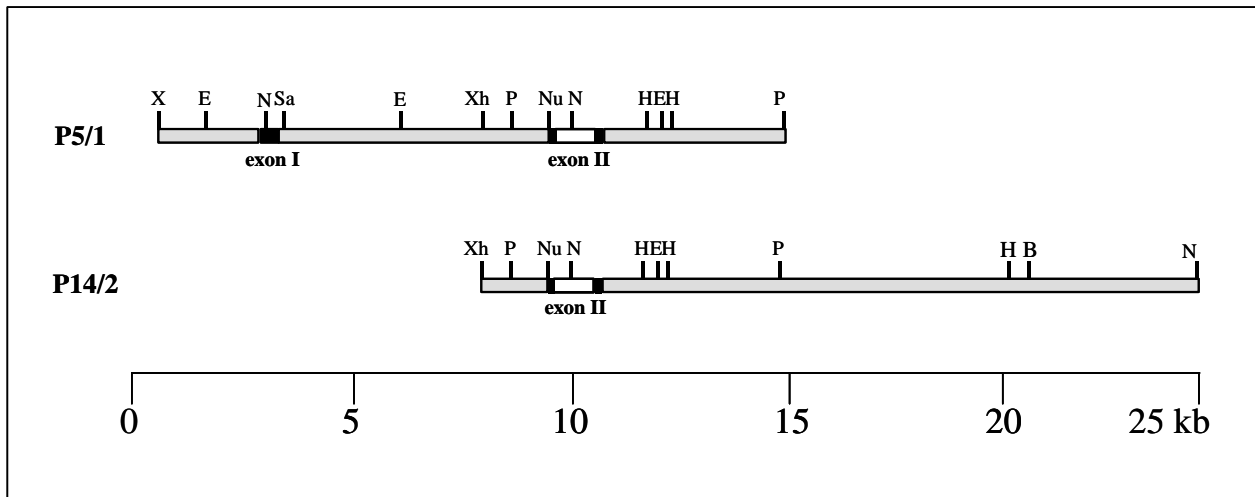 X E N Sa E Xh P Nu N H E H P
P5/1
exon I exon II
Xh P Nu N H E H P H B N
P14/2
exon II
0 5 10 15 20 25 kb